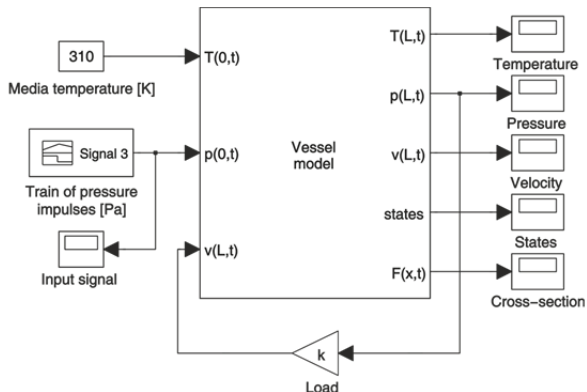 310
Media temperature [K]
Signal 3
Train of pressure
impulses [Pa]
Input signal
T(0,t)
p(0,t)
v(L,t)
Vessel
model
T(L,t)
p(L,t)
v(L,t)
states
F(x,t)
Temperature
Pressure
Velocity
States
Cross−section
k
Load